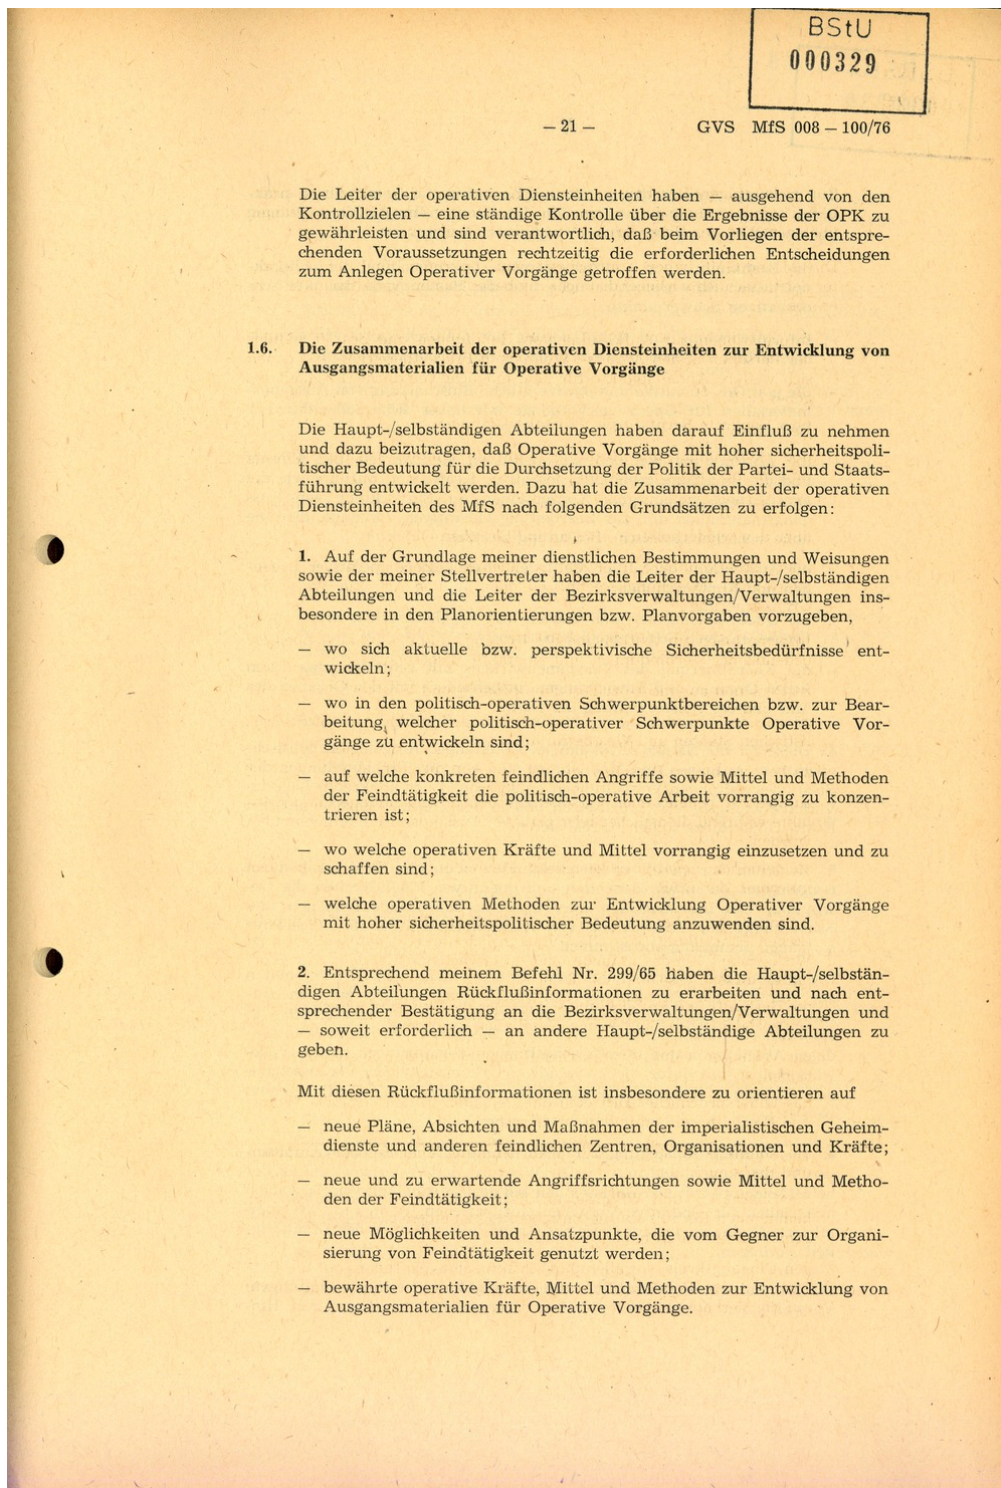 BStU
000329
— 21 —
GVS MfS 008 — 100/76
Die Leiter der operativen Diensteinheiten haben — ausgehend von den
Kontrollzielen — eine ständige Kontrolle über die Ergebnisse der OPK zu
gewährleisten und sind verantwortlich, daß beim Vorliegen der entspre-
chenden Voraussetzungen rechtzeitig die erforderlichen Entscheidungen
zum Anlegen Operativer Vorgänge getroffen werden.
1.6. Die Zusammenarbeit der operativen Diensteinheiten zur Entwicklung von
Ausgangsmaterialien für Operative Vorgänge
Die Haupt-/selbständigen Abteilungen haben darauf Einfluß zu nehmen
und dazu beizutragen, daß Operative Vorgänge mit hoher sicherheitspoli-
tischer Bedeutung für die Durchsetzung der Politik der Partei- und Staats-
führung entwickelt werden. Dazu hat die Zusammenarbeit der operativen
Diensteinheiten des MfS nach folgenden Grundsätzen zu erfolgen:
1. Auf der Grundlage meiner dienstlichen Bestimmungen und Weisungen
sowie der meiner Stellvertreter haben die Leiter der Haupt-/selbständigen
Abteilungen und die Leiter der Bezirksverwaltungen/Verwaltungen ins-
besondere in den Planorientierungen bzw. Planvorgaben vorzugeben,
— wo sich aktuelle bzw. perspektivische Sicherheitsbedürfnisse ent-
wickeln;
— wo in den politisch-operativen Schwerpunktbereichen bzw. zur Bear-
beitung welcher politisch-operativer Schwerpunkte Operative Vor-
gänge zu entwickeln sind;
— auf welche konkreten feindlichen Angriffe sowie Mittel und Methoden
der Feindtätigkeit die politisch-operative Arbeit vorrangig zu konzen-
trieren ist;
— wo welche operativen Kräfte und Mittel vorrangig einzusetzen und zu
schaffen sind;
— welche operativen Methoden zur Entwicklung Operativer Vorgänge
mit hoher sicherheitspolitischer Bedeutung anzuwenden sind.
2. Entsprechend meinem Befehl Nr. 299/65 haben die Haupt-/selbstän-
digen Abteilungen Rückflußinformationen zu erarbeiten und nach ent-
sprechender Bestätigung an die Bezirksverwaltungen/Verwaltungen und
— soweit erforderlich — an andere Haupt-/selbständige Abteilungen zu
geben.
Mit diesen Rückflußinformationen ist insbesondere zu orientieren auf
— neue Pläne, Absichten und Maßnahmen der imperialistischen Geheim-
dienste und anderen feindlichen Zentren, Organisationen und Kräfte;
— neue und zu erwartende Angriffsrichtungen sowie Mittel und Metho-
den der Feindtätigkeit;
— neue Möglichkeiten und Ansatzpunkte, die vom Gegner zur Organi-
sierung von Feindtätigkeit genutzt werden;
— bewährte operative Kräfte, Mittel und Methoden zur Entwicklung von
Ausgangsmaterialien für Operative Vorgänge.